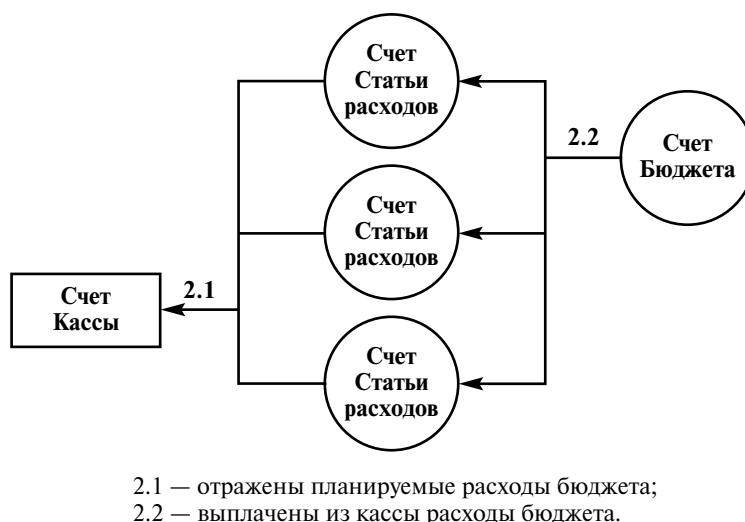 Счет
Статьи
расходов
2.2
Счет
Бюджета
Счет
Статьи
расходов
Счет
Кассы
2.1
Счет
Статьи
расходов
2.1 — отражены планируемые расходы бюджета;
2.2 — выплачены из кассы расходы бюджета.